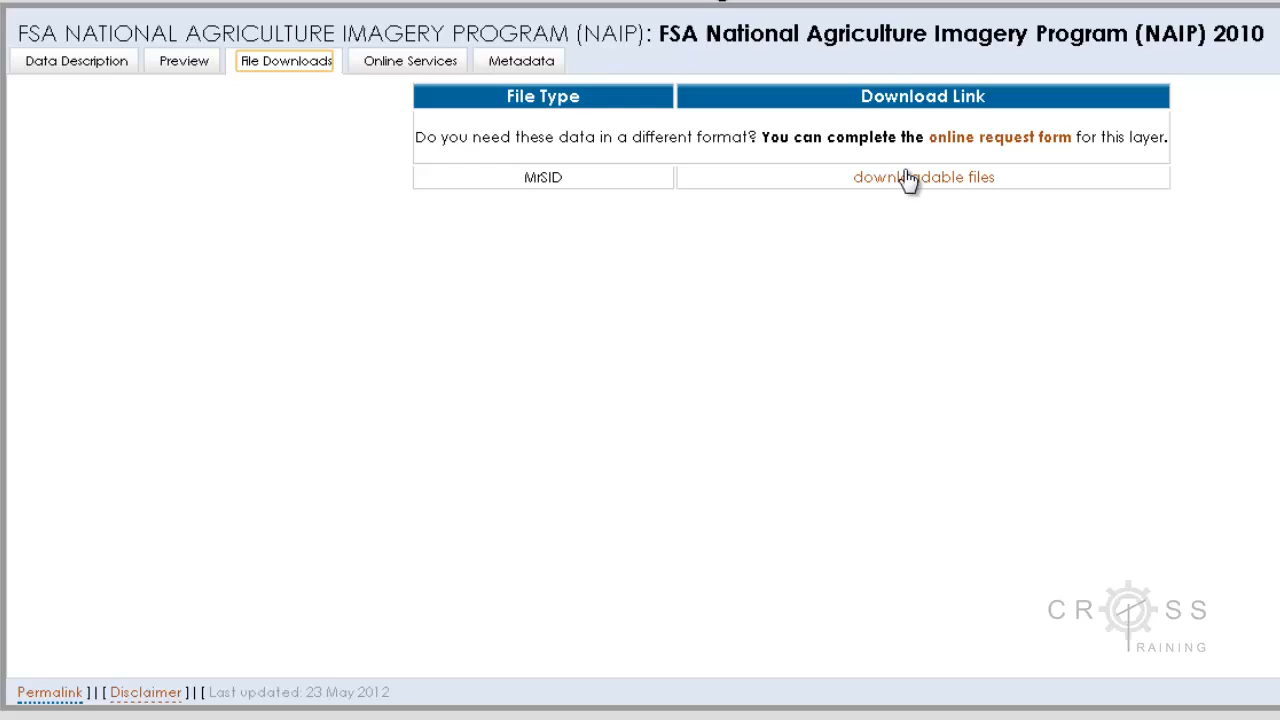 FSA NATIONAL AGRICULTURE IMAGERY PROGRAM (NAIP): FSA National Agriculture Imagery Program (NAIP) 2010
Data Description Preview File Downloads Online Services Metadata
File Type Download Link
Do you need these data in a different format? You can complete the online request form for this layer.
MrSID downloadable files
CROSS
TRAINING
Permalink ] | [ Disclaimer ] | [ Last updated: 23 May 2012